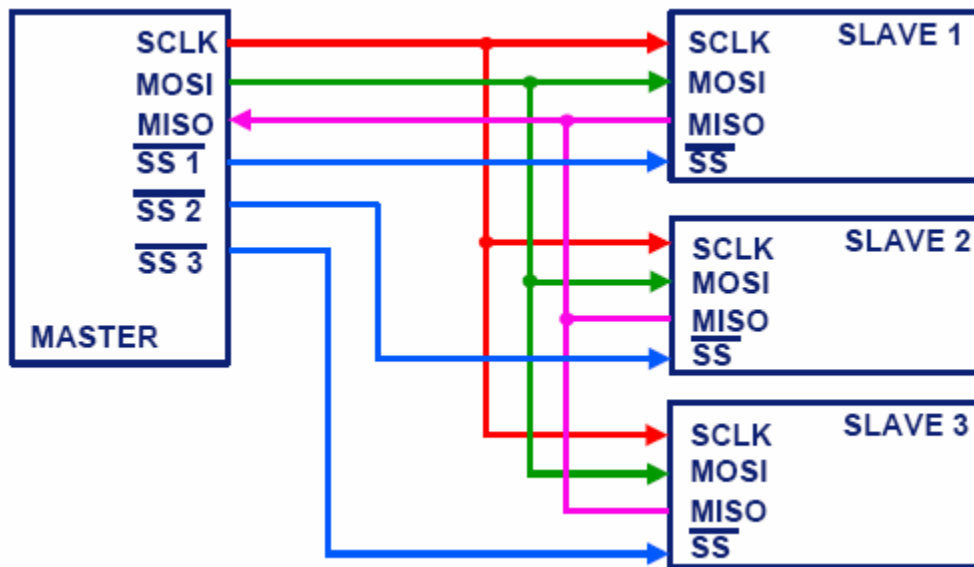 SCLK
MOSI
MISO
SS 1
SS 2
SS 3
MASTER
SLAVE 1
SCLK
MOSI
MISO
SS
SLAVE 2
SCLK
MOSI
MISO
SS
SLAVE 3
SCLK
MOSI
MISO
SS